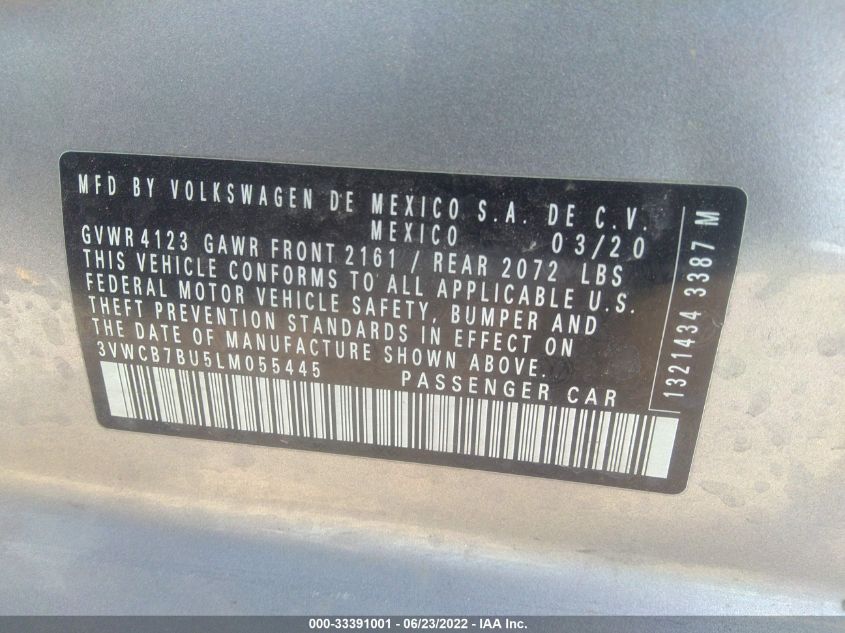 MFD BY VOLKSWAGEN DE MEXICO S.A. DE C.V.
MEXICO 03/20
GVWR 4123 GAWR FRONT 2161 / REAR 2072 LBS
THIS VEHICLE CONFORMS TO ALL APPLICABLE U.S.
FEDERAL MOTOR VEHICLE SAFETY, BUMPER AND
THEFT PREVENTION STANDARDS IN EFFECT ON
THE DATE OF MANUFACTURE SHOWN ABOVE.
3VWCB7BU5LM055445 PASSENGER CAR
1321434 3387 M
000-33391001 - 06/23/2022 - IAA Inc.